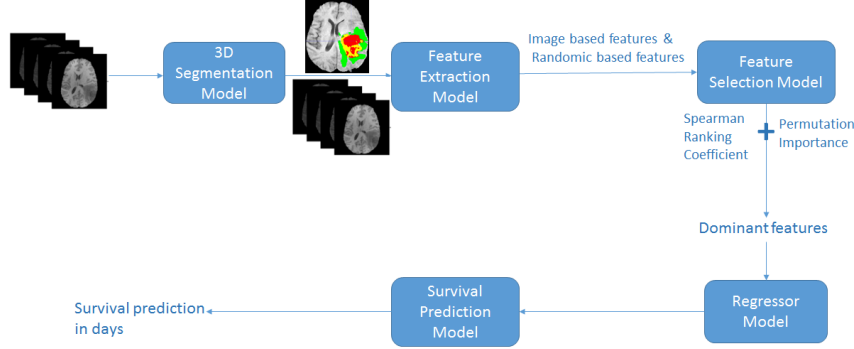 3D
Segmentation
Model
Feature
Extraction
Model
Image based features &
Randomic based features
Feature
Selection Model
Spearman
Ranking
Coefficient
Permutation
Importance
Dominant features
Regressor
Model
Survival
Prediction
Model
Survival prediction
in days